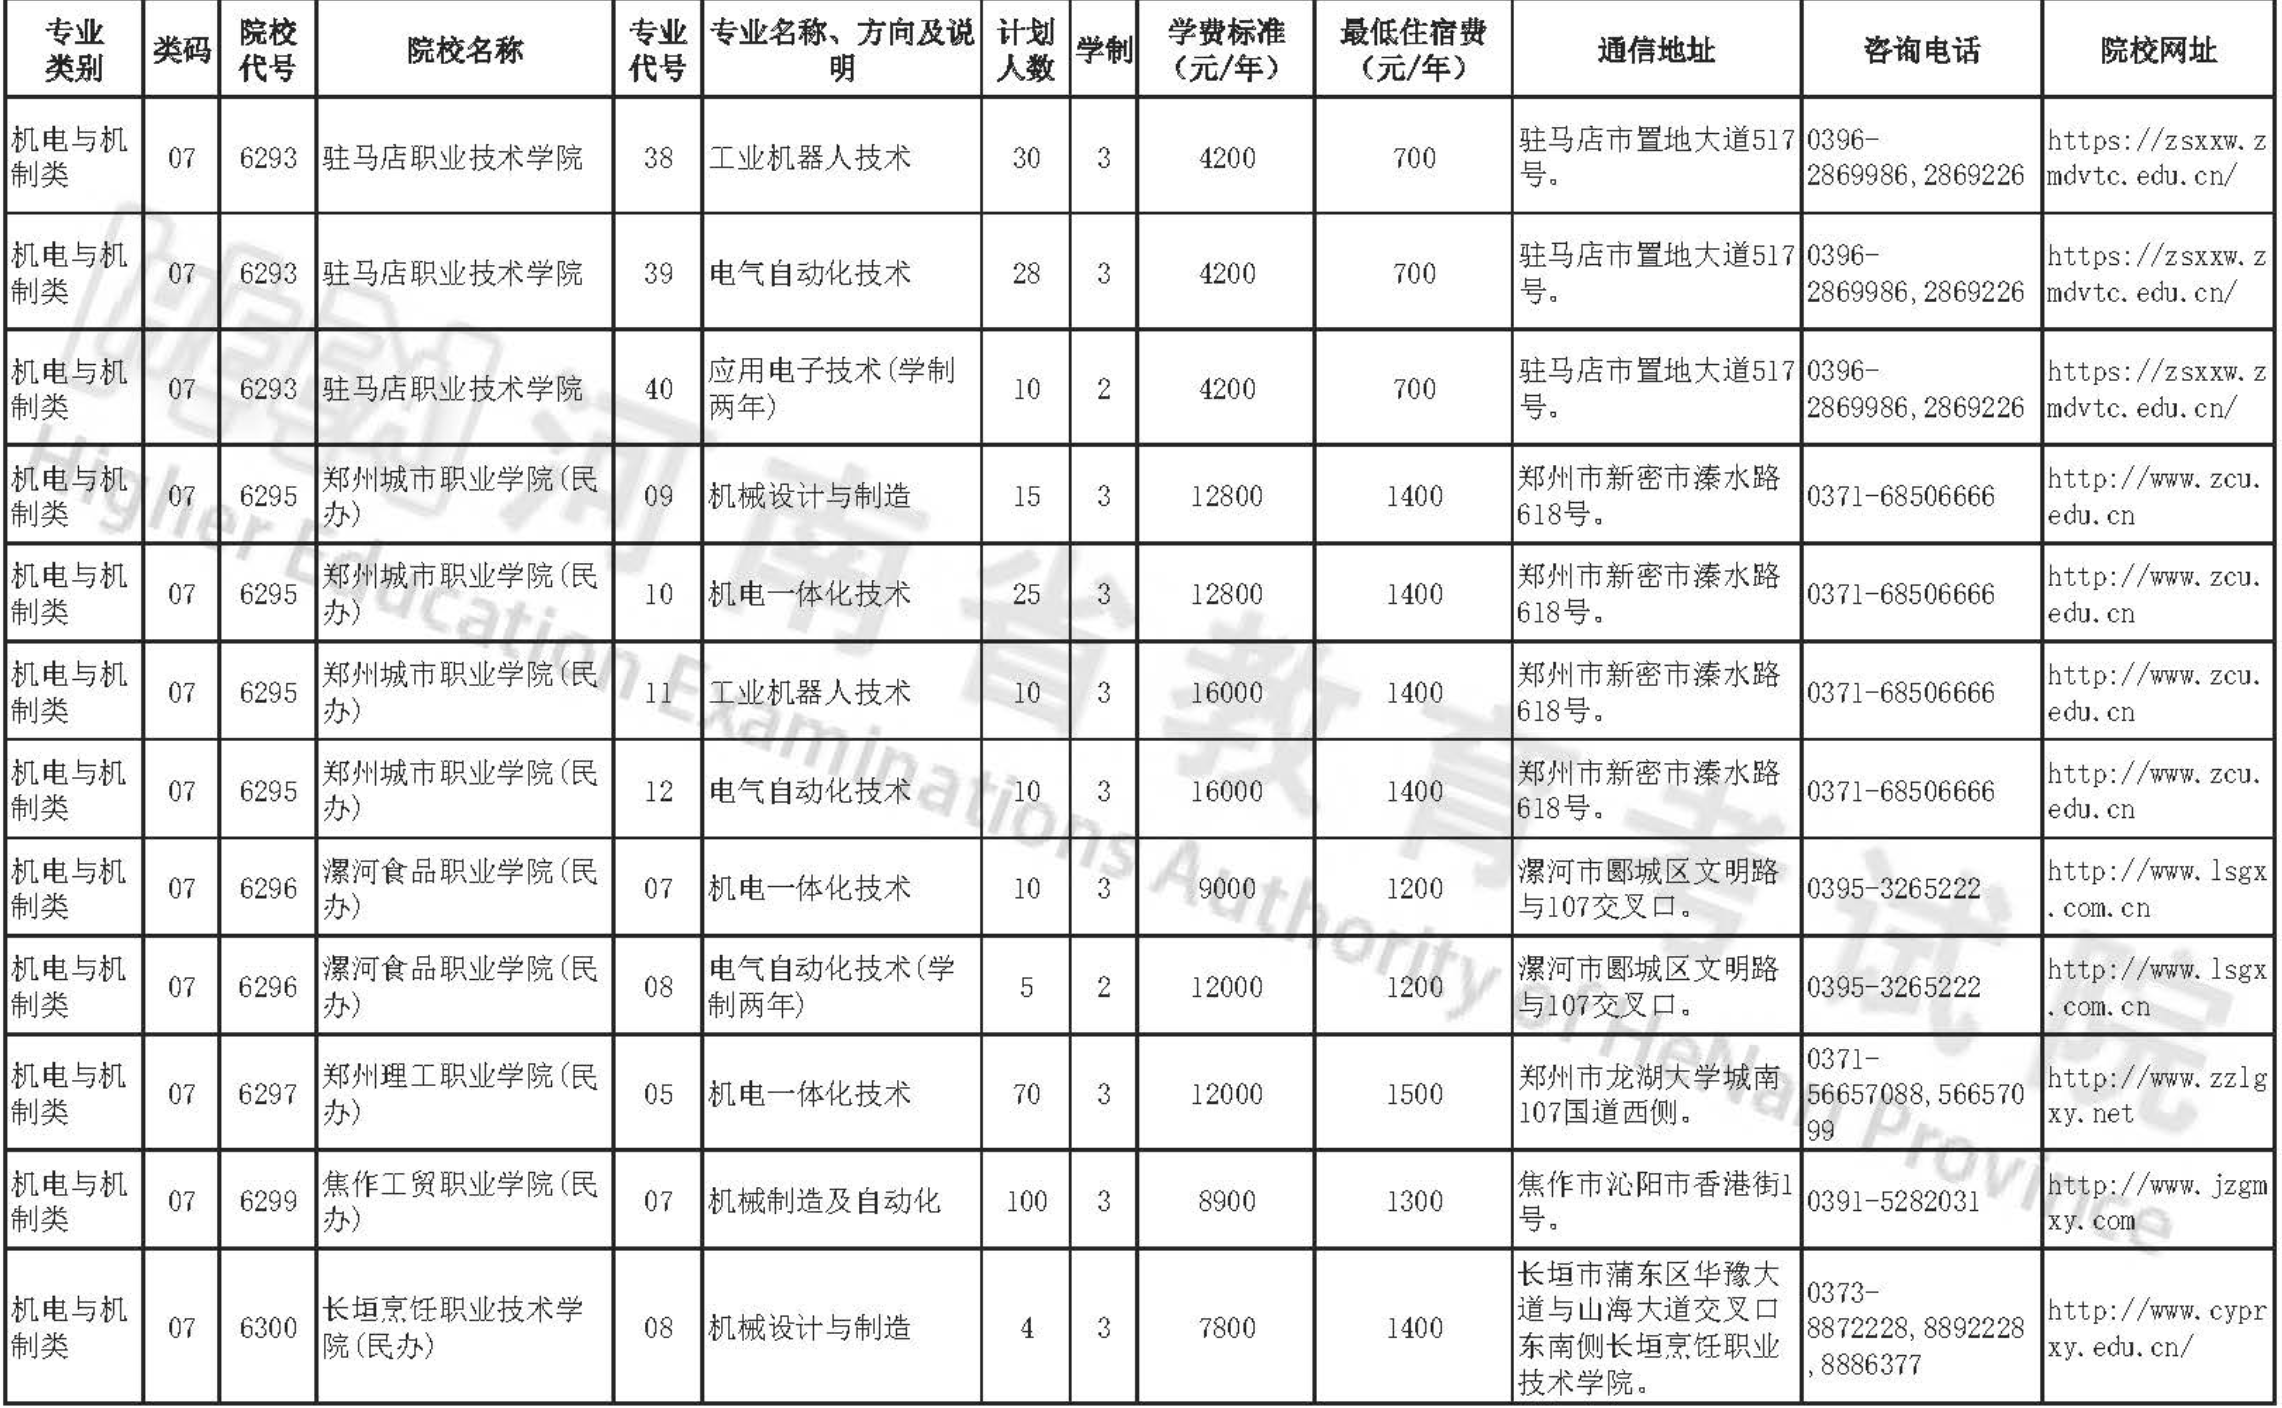 专业类别 类码 院校代号 院校名称 专业代号 专业名称、方向及说明 计划人数 学制 学费标准（元/年） 最低住宿费（元/年） 通信地址 咨询电话 院校网址
机电与机制类 07 6293 驻马店职业技术学院 38 工业机器人技术 30 3 4200 700 驻马店市置地大道517号。 0396-2869986,2869226 https://zsxxw.zmdvtc.edu.cn/
机电与机制类 07 6293 驻马店职业技术学院 39 电气自动化技术 28 3 4200 700 驻马店市置地大道517号。 0396-2869986,2869226 https://zsxxw.zmdvtc.edu.cn/
机电与机制类 07 6293 驻马店职业技术学院 40 应用电子技术(学制两年) 10 2 4200 700 驻马店市置地大道517号。 0396-2869986,2869226 https://zsxxw.zmdvtc.edu.cn/
机电与机制类 07 6295 郑州城市职业学院(民办) 09 机械设计与制造 15 3 12800 1400 郑州市新密市溱水路618号。 0371-68506666 http://www.zcu.edu.cn
机电与机制类 07 6295 郑州城市职业学院(民办) 10 机电一体化技术 25 3 12800 1400 郑州市新密市溱水路618号。 0371-68506666 http://www.zcu.edu.cn
机电与机制类 07 6295 郑州城市职业学院(民办) 11 工业机器人技术 10 3 16000 1400 郑州市新密市溱水路618号。 0371-68506666 http://www.zcu.edu.cn
机电与机制类 07 6295 郑州城市职业学院(民办) 12 电气自动化技术 10 3 16000 1400 郑州市新密市溱水路618号。 0371-68506666 http://www.zcu.edu.cn
机电与机制类 07 6296 漯河食品职业学院(民办) 07 机电一体化技术 10 3 9000 1200 漯河市郾城区文明路与107交叉口。 0395-3265222 http://www.lsgx.com.cn
机电与机制类 07 6296 漯河食品职业学院(民办) 08 电气自动化技术(学制两年) 5 2 12000 1200 漯河市郾城区文明路与107交叉口。 0395-3265222 http://www.lsgx.com.cn
机电与机制类 07 6297 郑州理工职业学院(民办) 05 机电一体化技术 70 3 12000 1500 郑州市龙湖大学城南107国道西侧。 0371-56657088,56657099 http://www.zzlgxy.net
机电与机制类 07 6299 焦作工贸职业学院(民办) 07 机械制造及自动化 100 3 8900 1300 焦作市沁阳市香港街1号。 0391-5282031 http://www.jzgmxy.com
机电与机制类 07 6300 长垣烹饪职业技术学院(民办) 08 机械设计与制造 4 3 7800 1400 长垣市蒲东区华豫大道与山海大道交叉口东南侧长垣烹饪职业技术学院。 0373-8872228,8892228,8886377 http://www.cyprxy.edu.cn/
河南省教育考试院
Higher Education Examinations Authority of HeNan Province